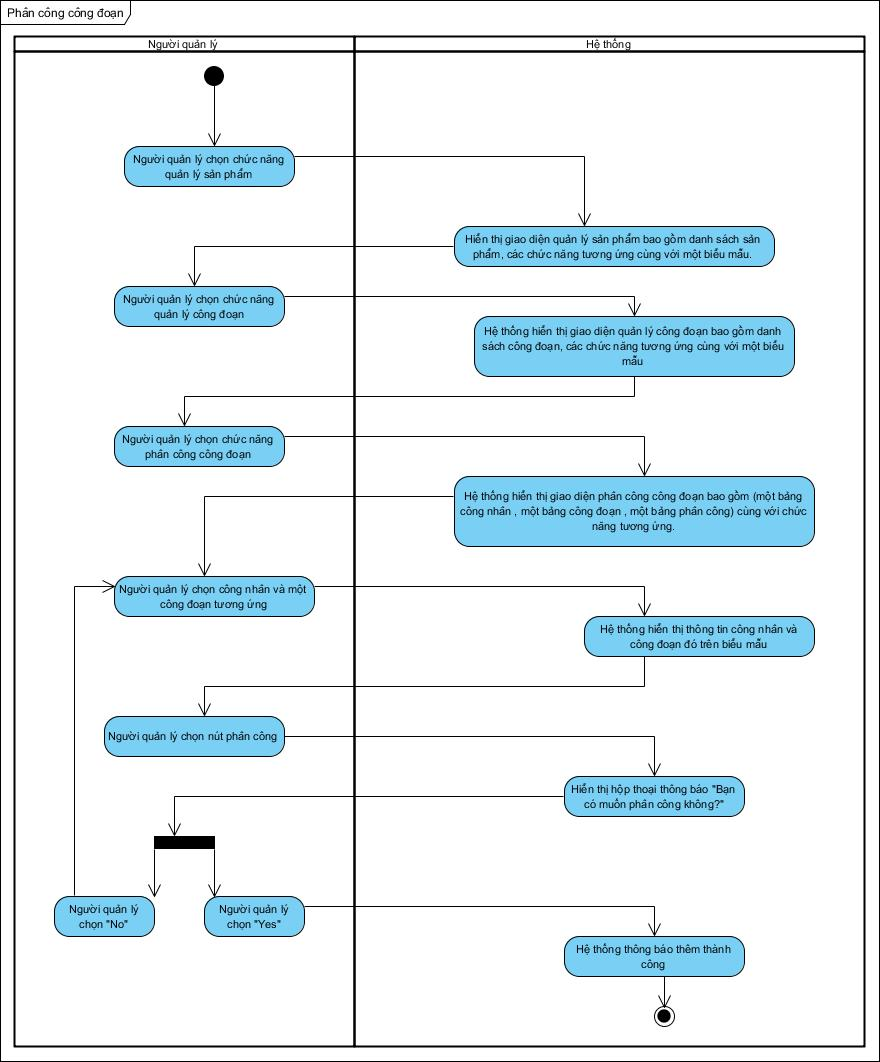 Phân công công đoạn
Người quản lý
Hệ thống
Người quản lý chọn chức năng
quản lý sản phẩm
Hiển thị giao diện quản lý sản phẩm bao gồm danh sách sản
phẩm, các chức năng tương ứng cùng với một biểu mẫu.
Người quản lý chọn chức năng
quản lý công đoạn
Hệ thống hiển thị giao diện quản lý công đoạn bao gồm danh
sách công đoạn, các chức năng tương ứng cùng với một biểu
mẫu
Người quản lý chọn chức năng
phân công công đoạn
Hệ thống hiển thị giao diện phân công công đoạn bao gồm (một bảng
công nhân , một bảng công đoạn , một bảng phân công) cùng với chức
năng tương ứng.
Người quản lý chọn công nhân và một
công đoạn tương ứng
Hệ thống hiển thị thông tin công nhân và
công đoạn đó trên biểu mẫu
Người quản lý chọn nút phân công
Hiển thị hộp thoại thông báo "Bạn
có muốn phân công không?"
Người quản lý
chọn "No"
Người quản lý
chọn "Yes"
Hệ thống thông báo thêm thành
công